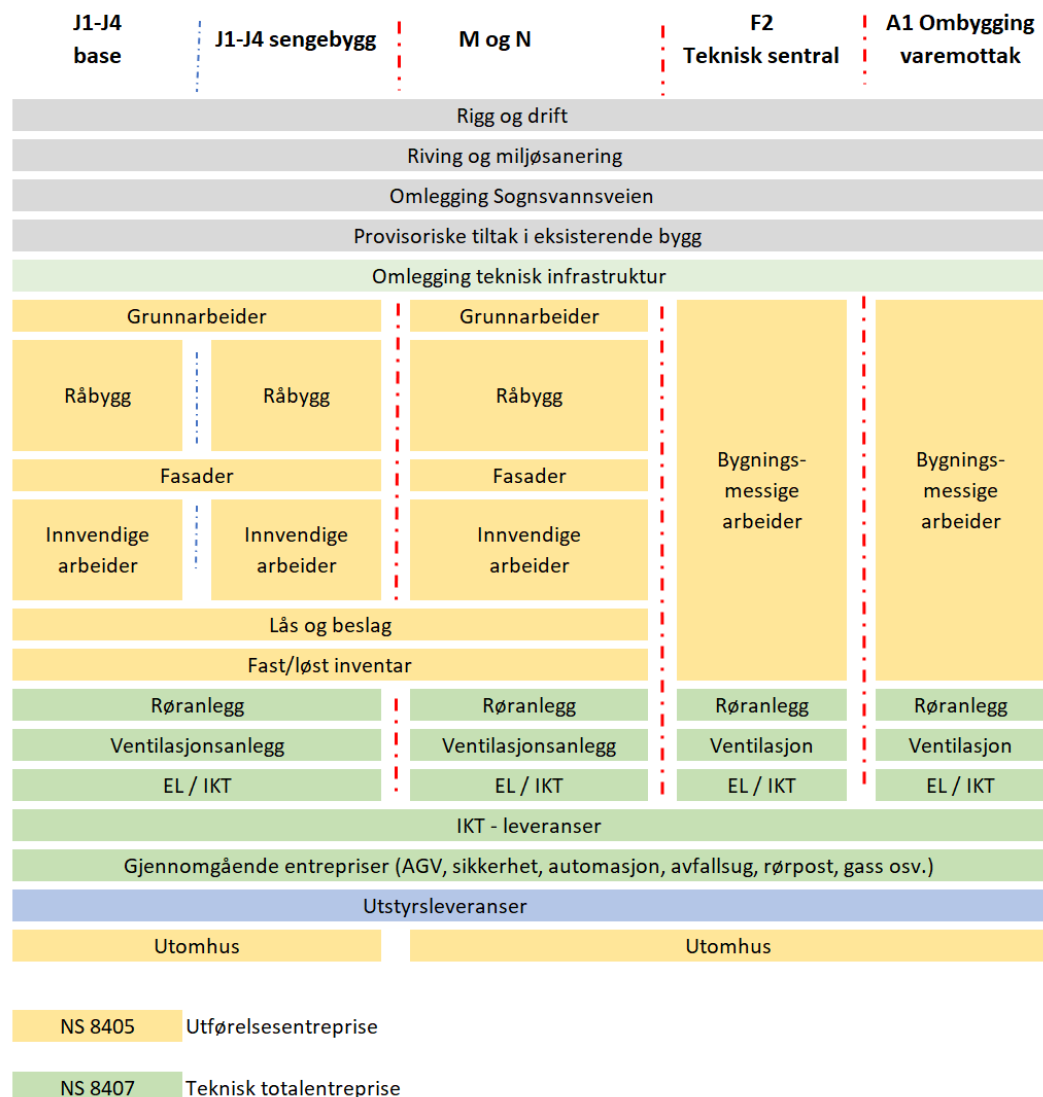 J1-J4
base
J1-J4 sengebygg
M og N
F2
Teknisk sentral
A1 Ombygging
varemottak
Rigg og drift
Riving og miljøsanering
Omlegging Sognsvannsveien
Provisoriske tiltak i eksisterende bygg
Omlegging teknisk infrastruktur
Grunnarbeider
Grunnarbeider
Råbygg
Råbygg
Råbygg
Fasader
Fasader
Bygnings-
messige
arbeider
Bygnings-
messige
arbeider
Innvendige
arbeider
Innvendige
arbeider
Innvendige
arbeider
Lås og beslag
Fast/løst inventar
Røranlegg
Røranlegg
Røranlegg
Røranlegg
Ventilasjonsanlegg
Ventilasjonsanlegg
Ventilasjon
Ventilasjon
EL / IKT
EL / IKT
EL / IKT
EL / IKT
IKT - leveranser
Gjennomgående entrepriser (AGV, sikkerhet, automasjon, avfallsug, rørpost, gass osv.)
Utstyrsleveranser
Utomhus
Utomhus
NS 8405 Utførelsesentreprise
NS 8407 Teknisk totalentreprise